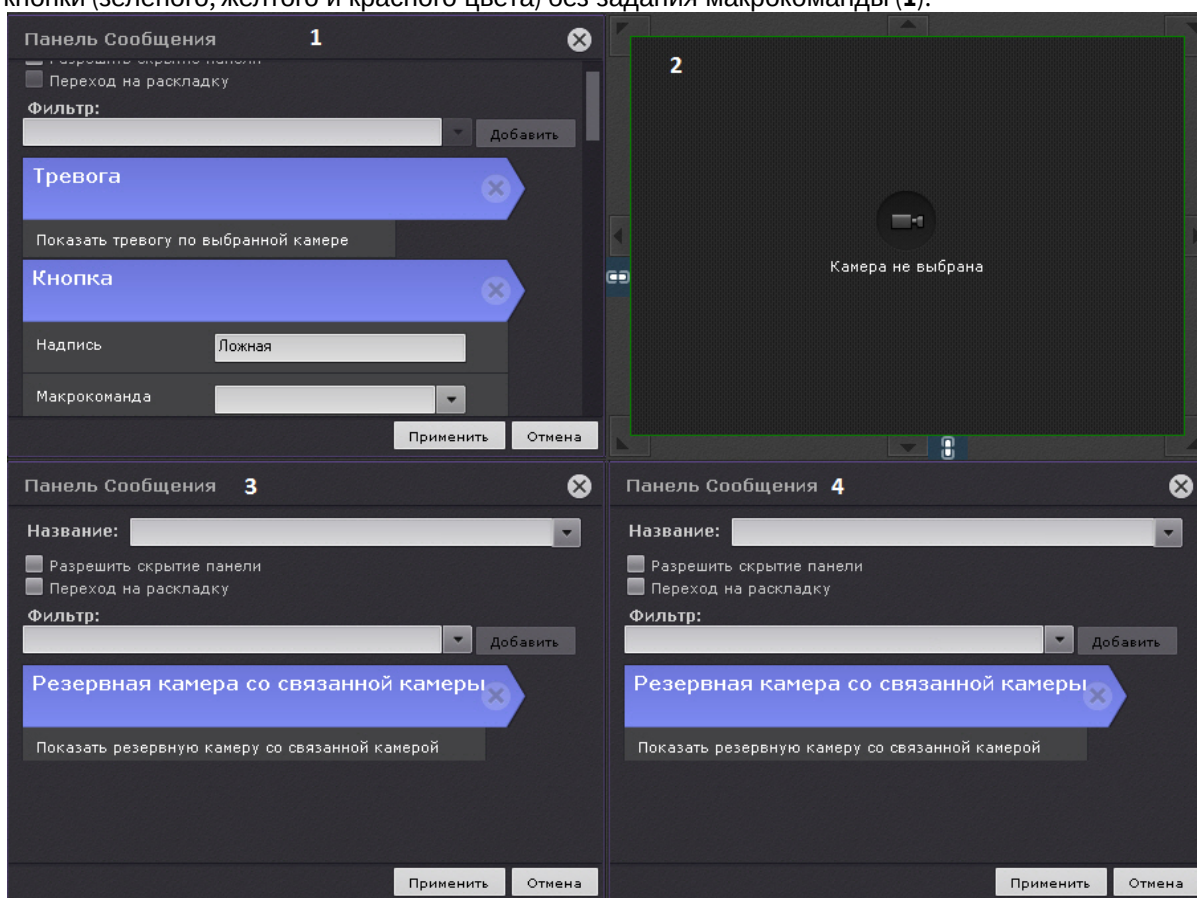 кнопки (зеленого, желтого и красного цвета) без задания макрокоманды (1).
Панель Сообщения 1
Разрешить скрытие панели
Переход на раскладку
Фильтр:
Добавить
Тревога
Показать тревогу по выбранной камере
Кнопка
Надпись Ложная
Макрокоманда
Применить Отмена
2
Камера не выбрана
Панель Сообщения 3
Название:
Разрешить скрытие панели
Переход на раскладку
Фильтр:
Добавить
Резервная камера со связанной камеры
Показать резервную камеру со связанной камерой
Применить Отмена
Панель Сообщения 4
Название:
Разрешить скрытие панели
Переход на раскладку
Фильтр:
Добавить
Резервная камера со связанной камеры
Показать резервную камеру со связанной камерой
Применить Отмена